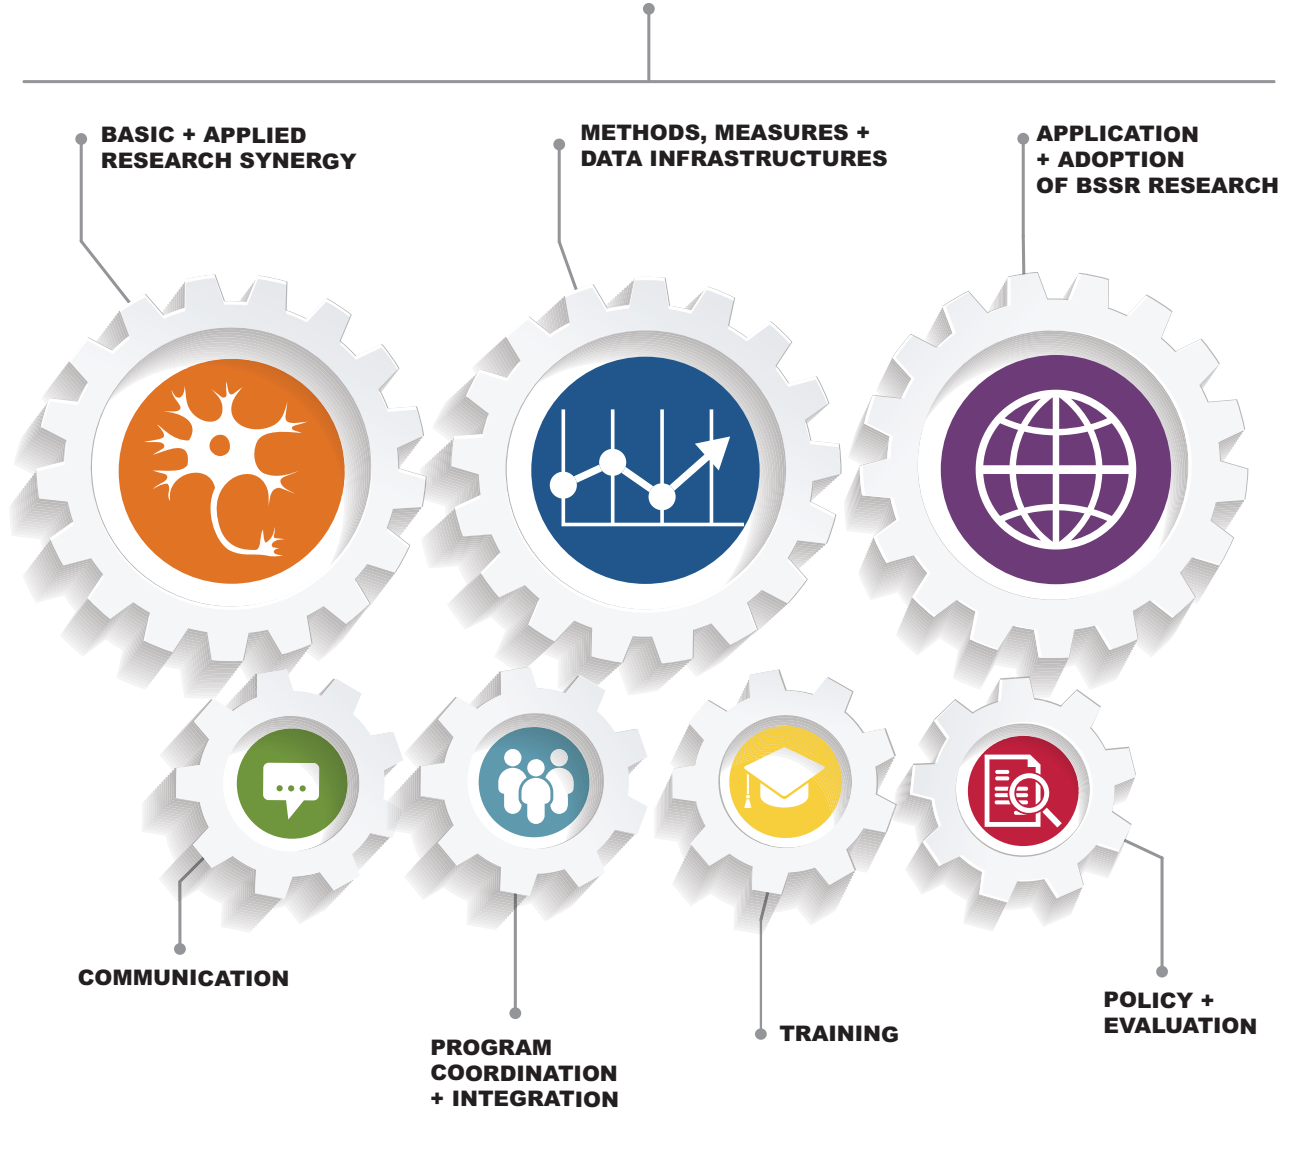 BASIC + APPLIED
RESEARCH SYNERGY
METHODS, MEASURES +
DATA INFRASTRUCTURES
APPLICATION
+ ADOPTION
OF BSSR RESEARCH
COMMUNICATION
PROGRAM
COORDINATION
+ INTEGRATION
TRAINING
POLICY +
EVALUATION